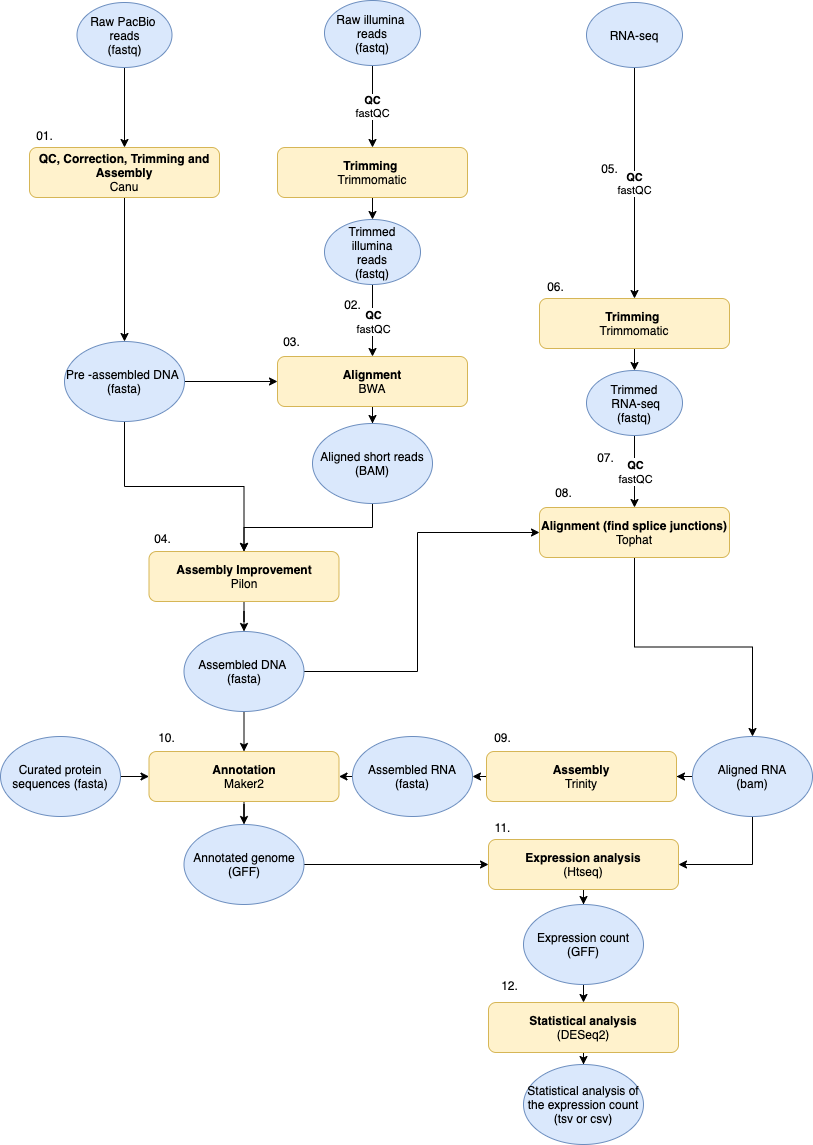 Raw PacBio
reads
(fastq)
Raw illumina
reads
(fastq)
RNA-seq
QC
fastQC
01.
QC, Correction, Trimming and
Assembly
Canu
Trimming
Trimmomatic
05.
QC
fastQC
Trimmed
illumina
reads
(fastq)
02.
QC
fastQC
06.
Trimming
Trimmomatic
03.
Alignment
BWA
Pre -assembled DNA
(fasta)
Trimmed
RNA-seq
(fastq)
Aligned short reads
(BAM)
07.
QC
fastQC
08.
Alignment (find splice junctions)
Tophat
04.
Assembly Improvement
Pilon
Assembled DNA
(fasta)
10.
Annotation
Maker2
Curated protein
sequences (fasta)
Assembled RNA
(fasta)
09.
Assembly
Trinity
Aligned RNA
(bam)
Annotated genome
(GFF)
11.
Expression analysis
(Htseq)
Expression count
(GFF)
12.
Statistical analysis
(DESeq2)
Statistical analysis of
the expression count
(tsv or csv)